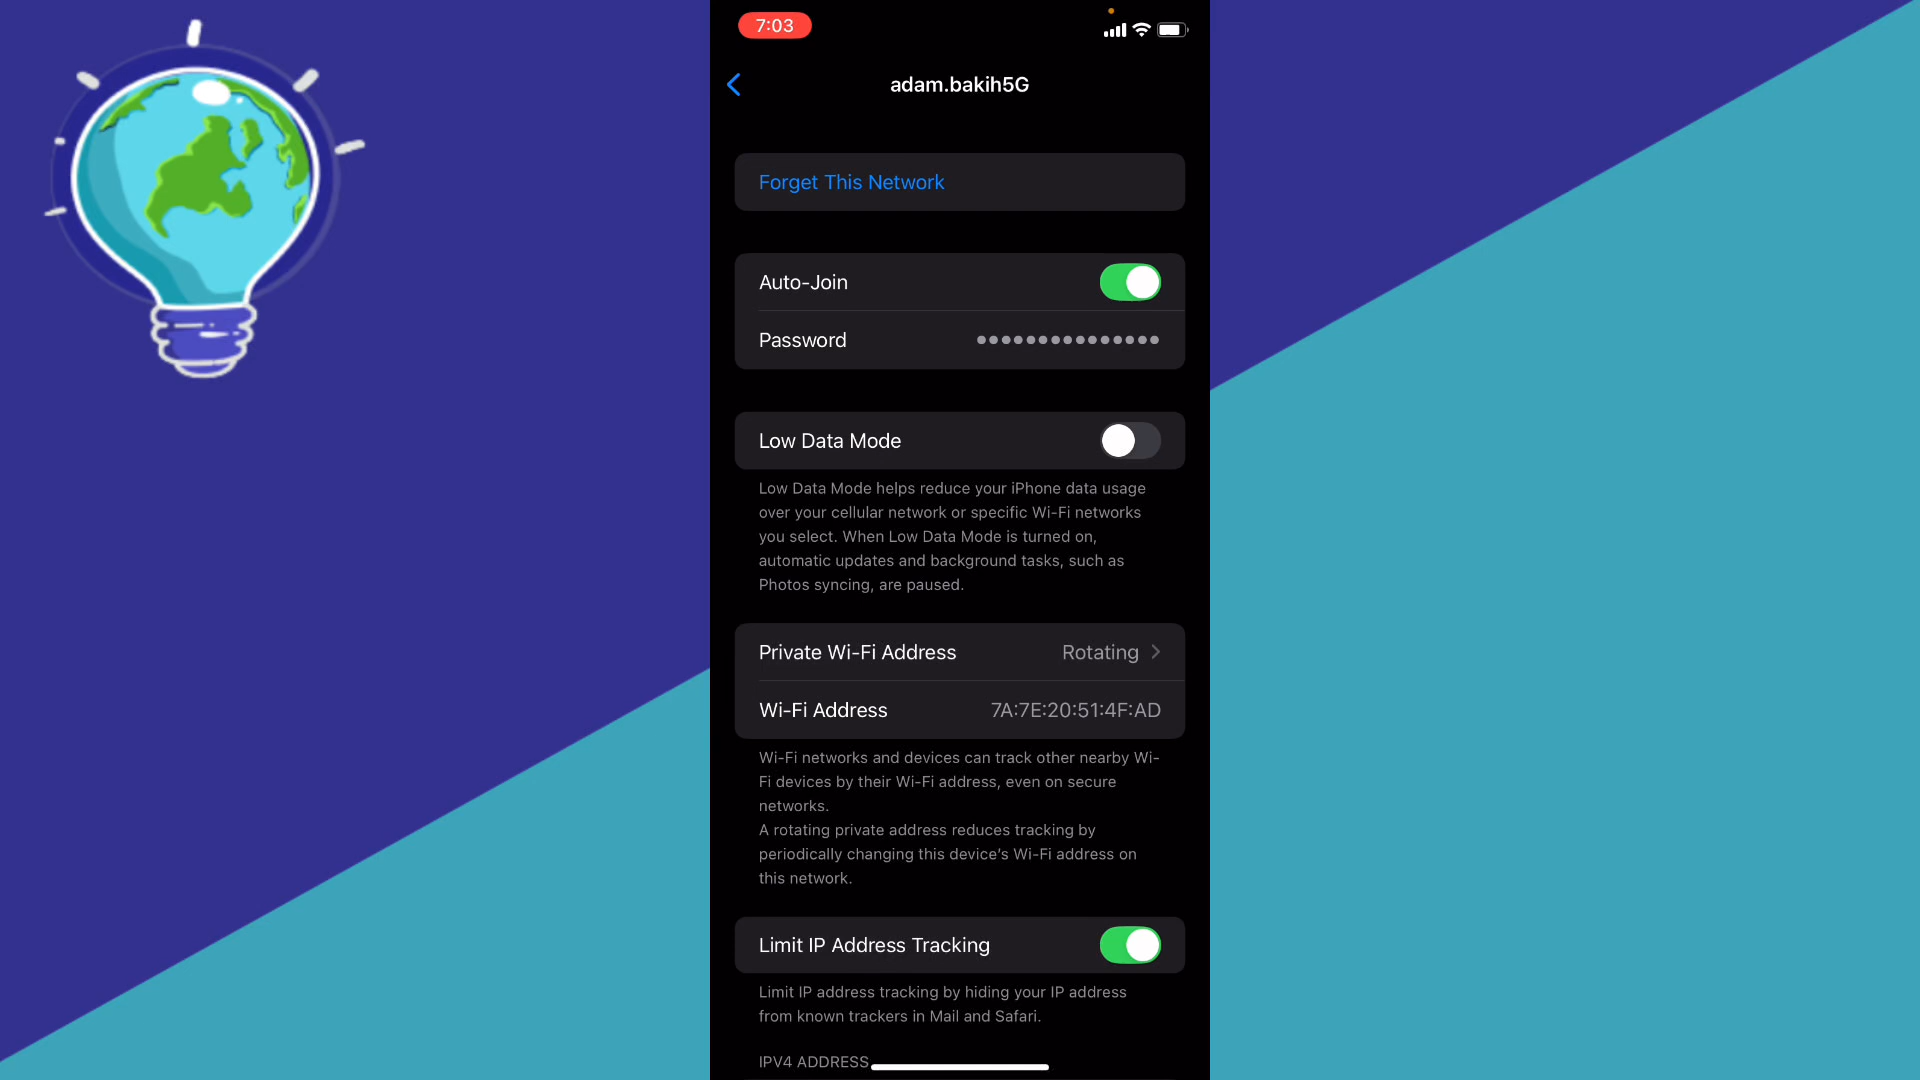 7:03
adam.bakih5G
Forget This Network
Auto-Join
Password ●●●●●●●●●●●●●●●
Low Data Mode
Low Data Mode helps reduce your iPhone data usage
over your cellular network or specific Wi-Fi networks
you select. When Low Data Mode is turned on,
automatic updates and background tasks, such as
Photos syncing, are paused.
Private Wi-Fi Address Rotating
Wi-Fi Address 7A:7E:20:51:4F:AD
Wi-Fi networks and devices can track other nearby Wi-
Fi devices by their Wi-Fi address, even on secure
networks.
A rotating private address reduces tracking by
periodically changing this device's Wi-Fi address on
this network.
Limit IP Address Tracking
Limit IP address tracking by hiding your IP address
from known trackers in Mail and Safari.
IPV4 ADDRESS